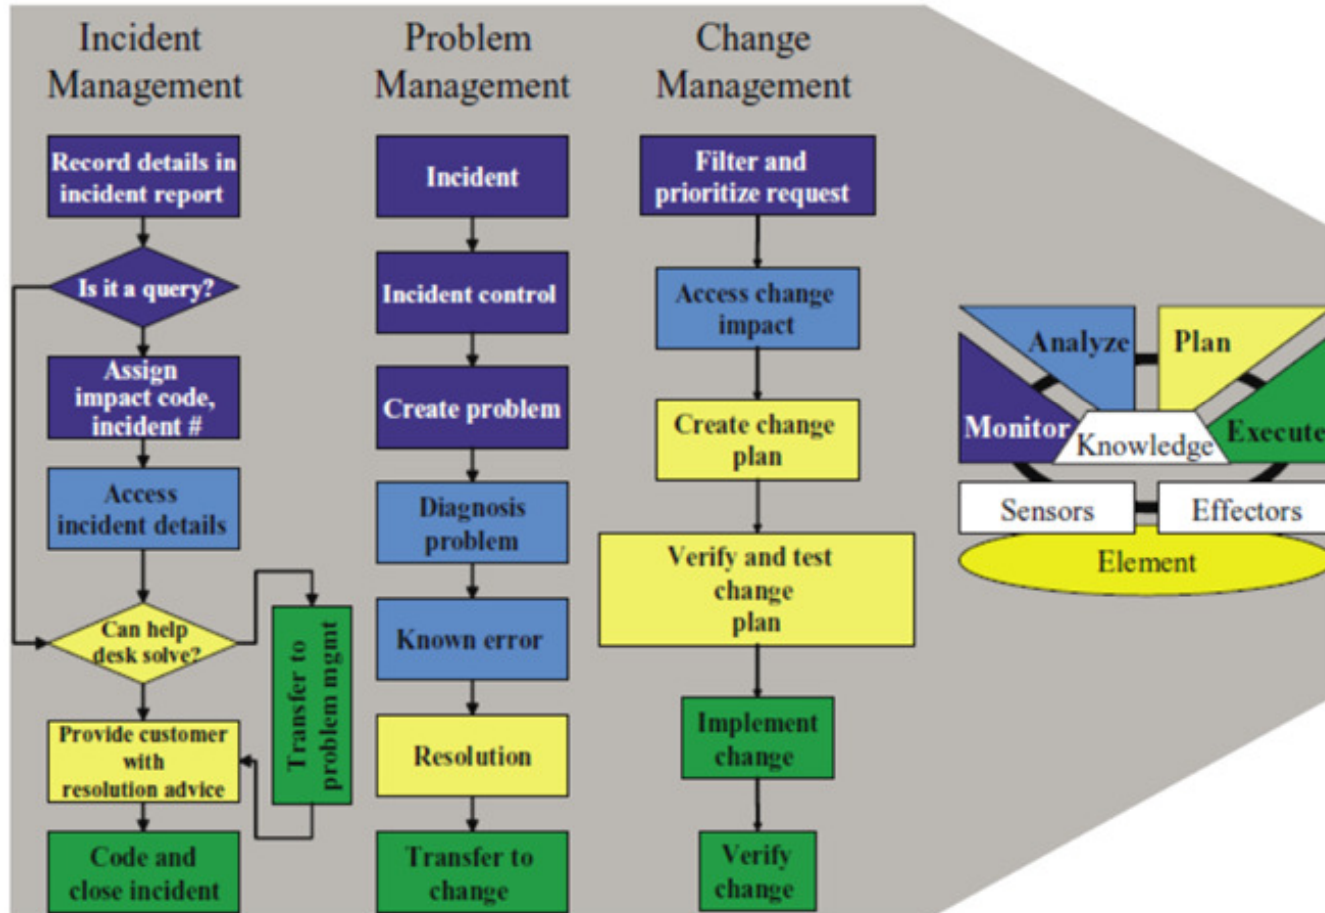 Incident
Management
Record details in
incident report
Is it a query?
Assign
impact code,
incident #
Access
incident details
Can help
desk solve?
Transfer to
problem mgmt
Provide customer
with
resolution advice
Code and
close incident
Problem
Management
Incident
Incident control
Create problem
Diagnosis
problem
Known error
Resolution
Transfer to
change
Change
Management
Filter and
prioritize request
Access change
impact
Create change
plan
Verify and test
change
plan
Implement
change
Verify
change
Analyze
Plan
Monitor
Knowledge
Execute
Sensors
Effectors
Element